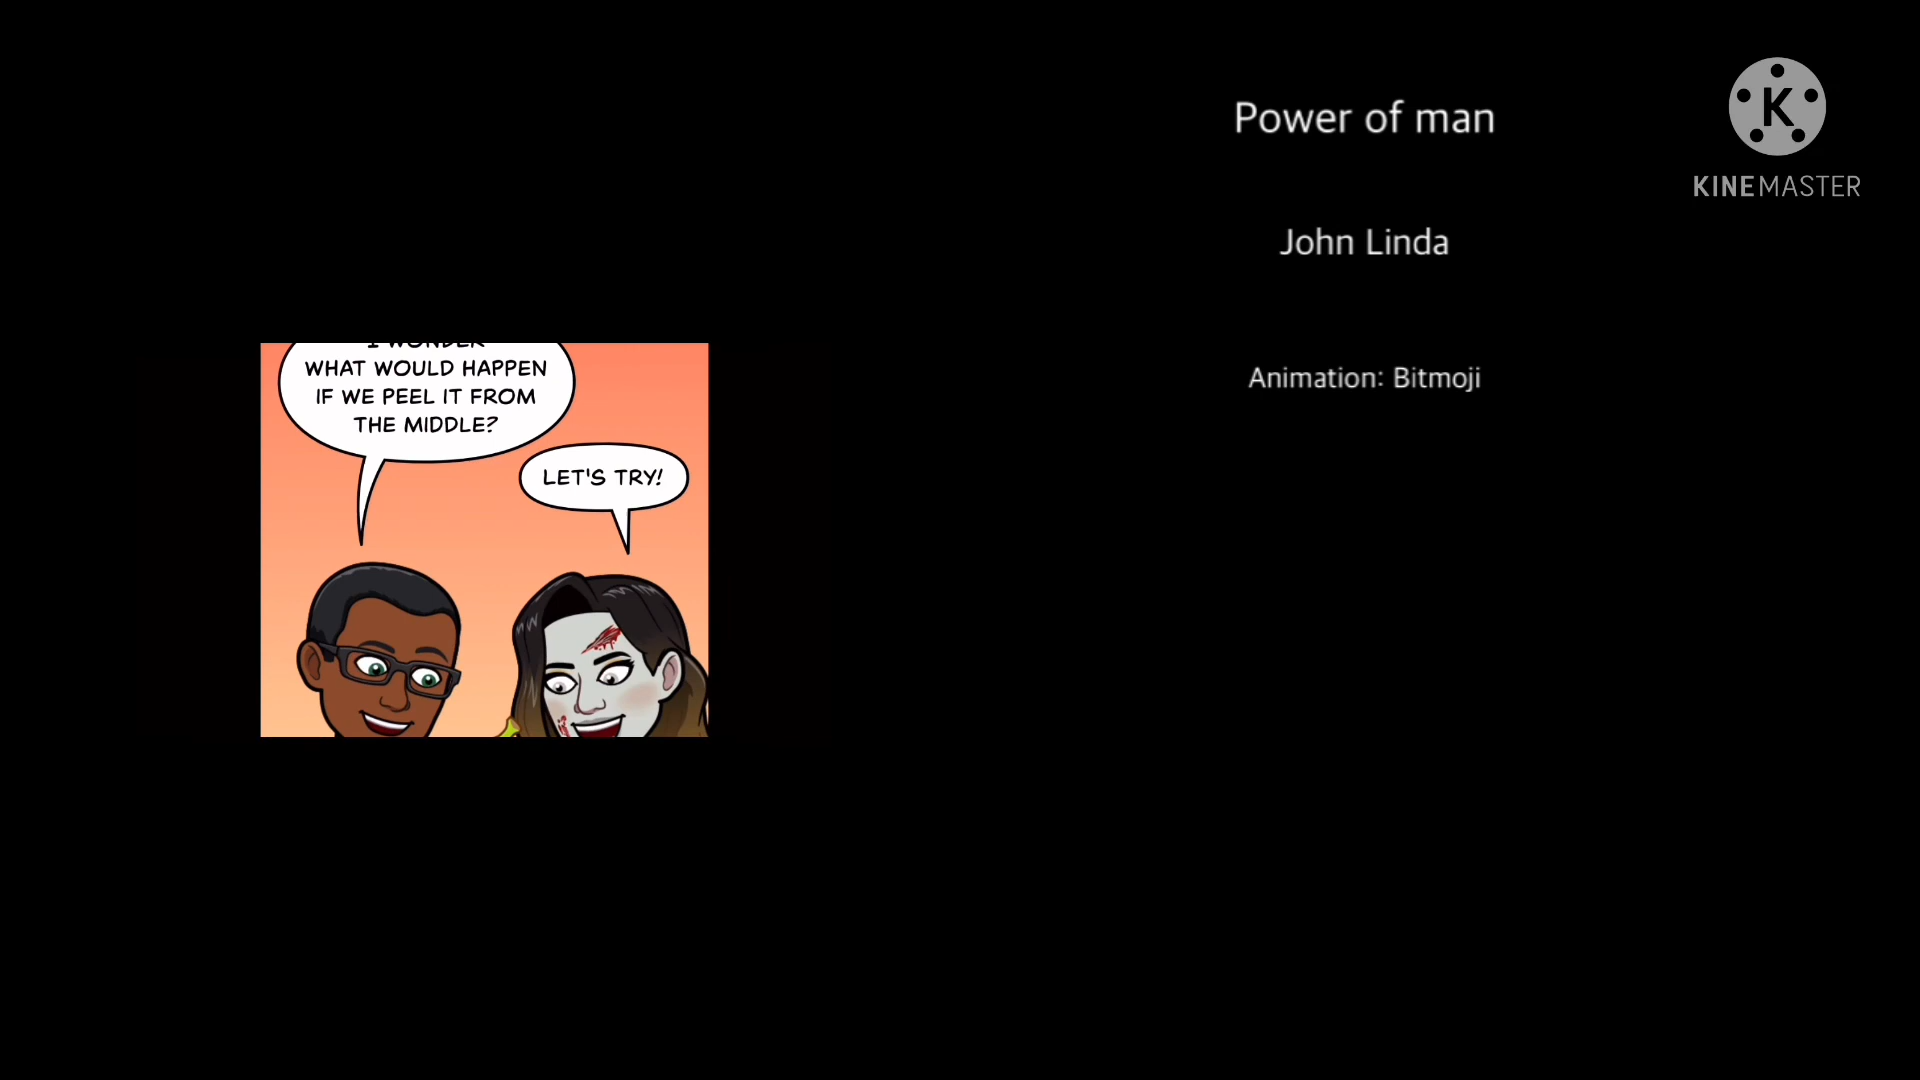 I WONDER
WHAT WOULD HAPPEN
IF WE PEEL IT FROM
THE MIDDLE?
LET'S TRY!
Power of man
John Linda
Animation: Bitmoji
K
KINEMASTER